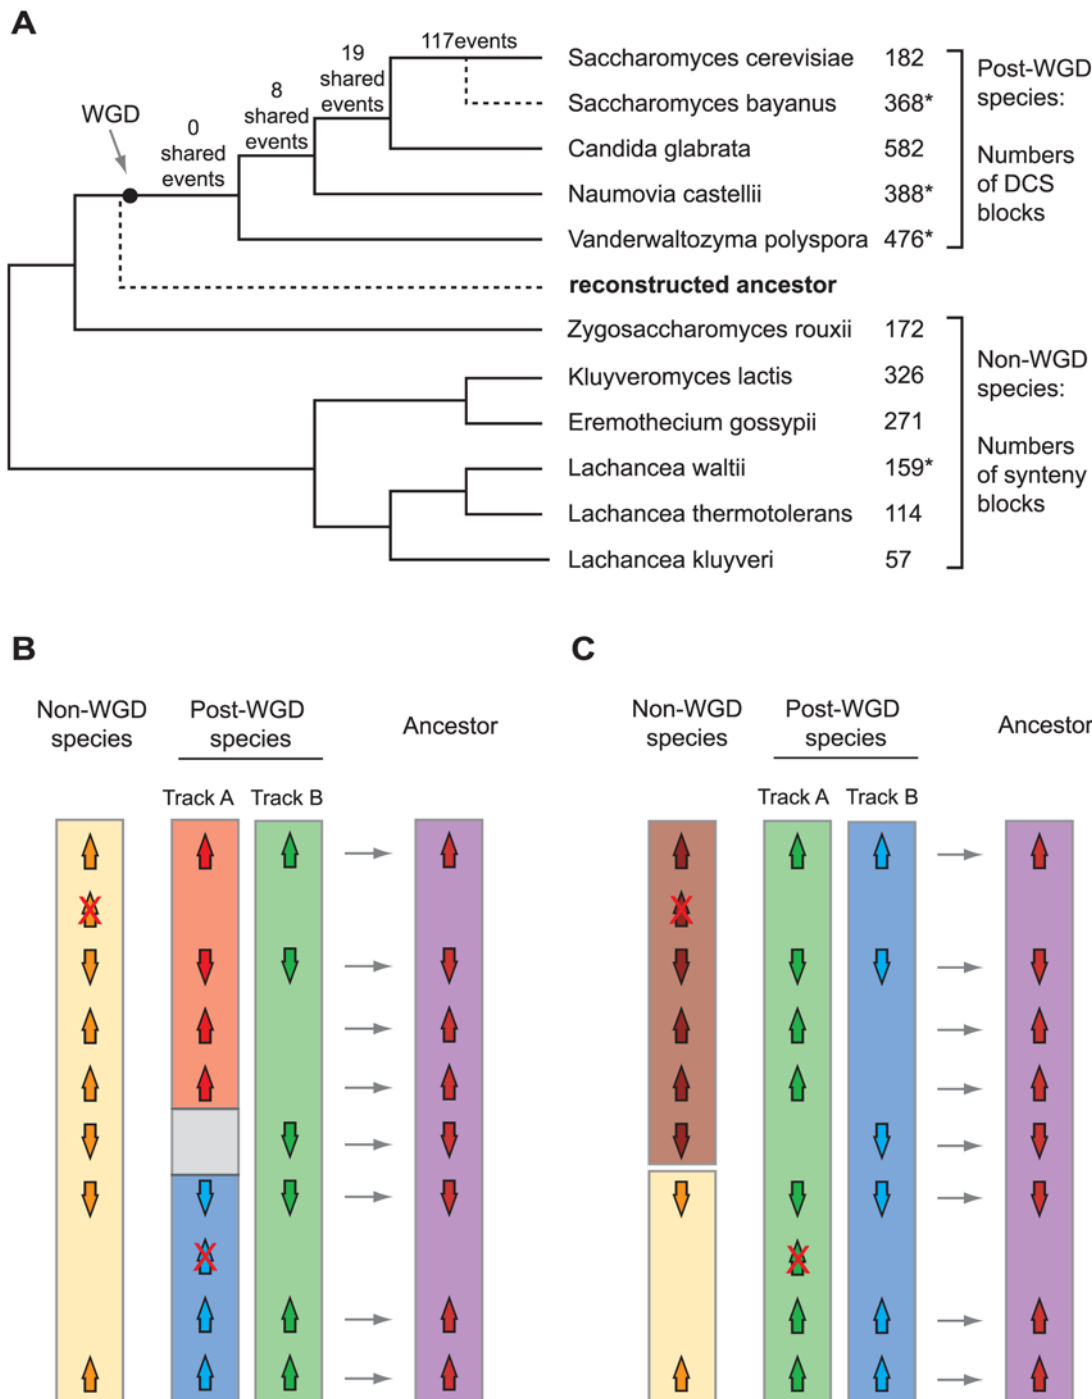 A
117events
19
shared
events
8
shared
events
WGD
0
shared
events
Saccharomyces cerevisiae 182
Saccharomyces bayanus 368*
Candida glabrata 582
Naumovia castellii 388*
Vanderwaltozyma polyspora 476*
Post-WGD
species:
Numbers
of DCS
blocks
reconstructed ancestor
Zygosaccharomyces rouxii 172
Kluyveromyces lactis 326
Eremothecium gossypii 271
Lachancea waltii 159*
Lachancea thermotolerans 114
Lachancea kluyveri 57
Non-WGD
species:
Numbers
of synteny
blocks
B
Non-WGD
species
Post-WGD
species
Ancestor
Track A Track B
C
Non-WGD
species
Post-WGD
species
Ancestor
Track A Track B